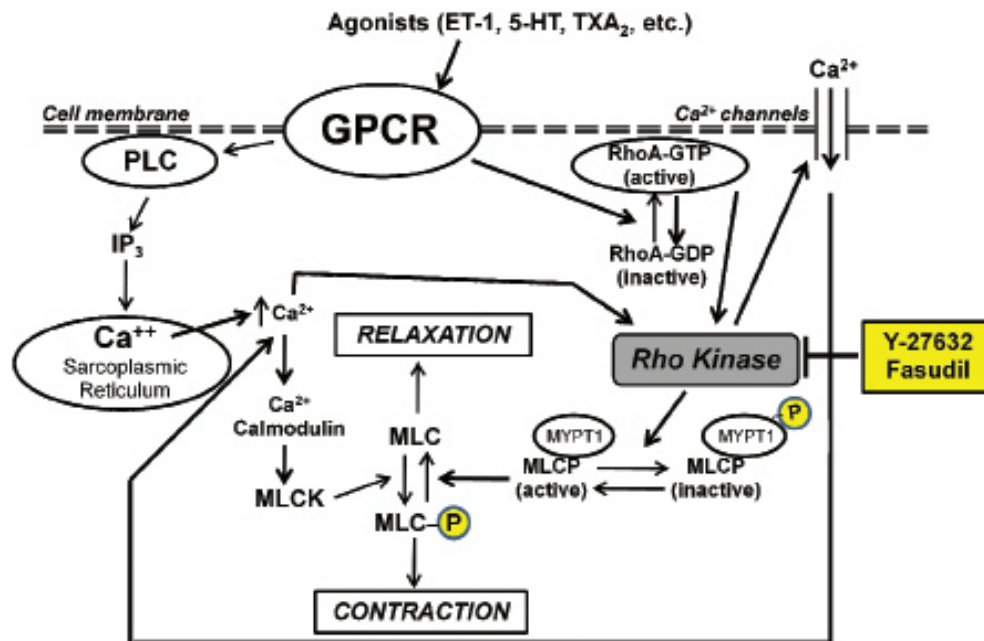 Agonists (ET-1, 5-HT, TXA₂, etc.)
Ca²⁺
Cell membrane
GPCR
Ca²⁺ channels
PLC
RhoA-GTP
(active)
IP₃
RhoA-GDP
(inactive)
Ca⁺⁺
Sarcoplasmic
Reticulum
Ca²⁺
RELAXATION
Rho Kinase
Y-27632
Fasudil
Ca²⁺
Calmodulin
MLCK
MLC
MLC-P
MYPT1
MLCP
(active)
MYPT1
P
MLCP
(inactive)
CONTRACTION